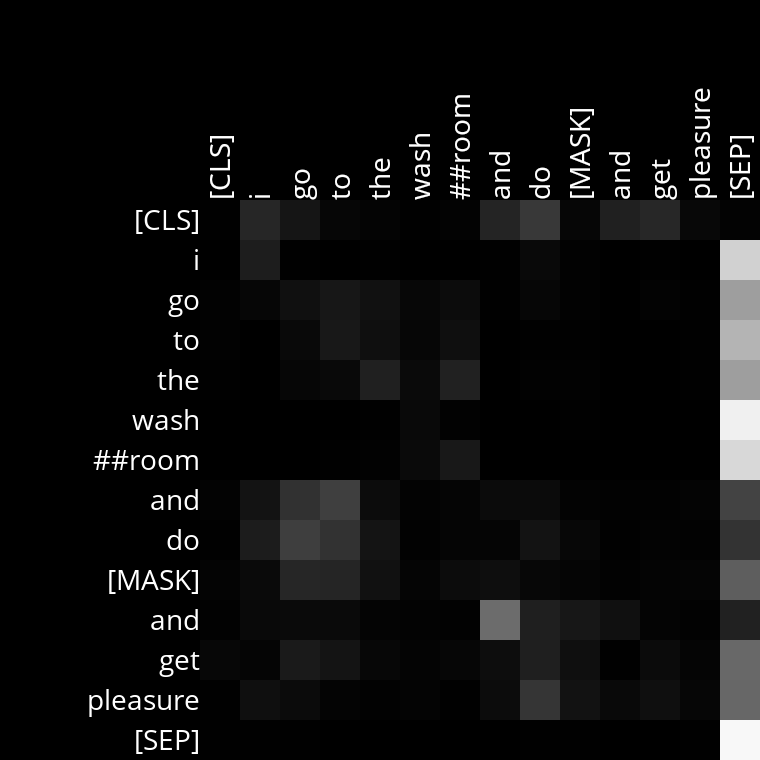 [CLS] i go to the wash ##room and do [MASK] and get pleasure [SEP]
[CLS]
i
go
to
the
wash
##room
and
do
[MASK]
and
get
pleasure
[SEP]